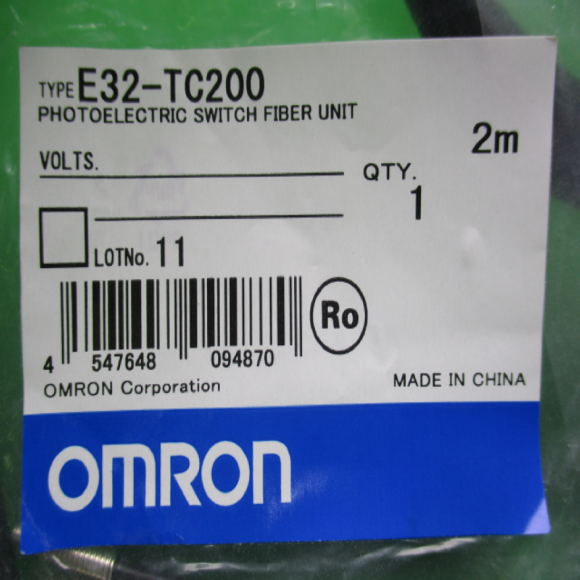 TYPE E32-TC200
PHOTOELECTRIC SWITCH FIBER UNIT
2m
VOLTS.
QTY.
1
LOTNo. 11
Ro
4 547648 094870
OMRON Corporation
MADE IN CHINA
OMRON